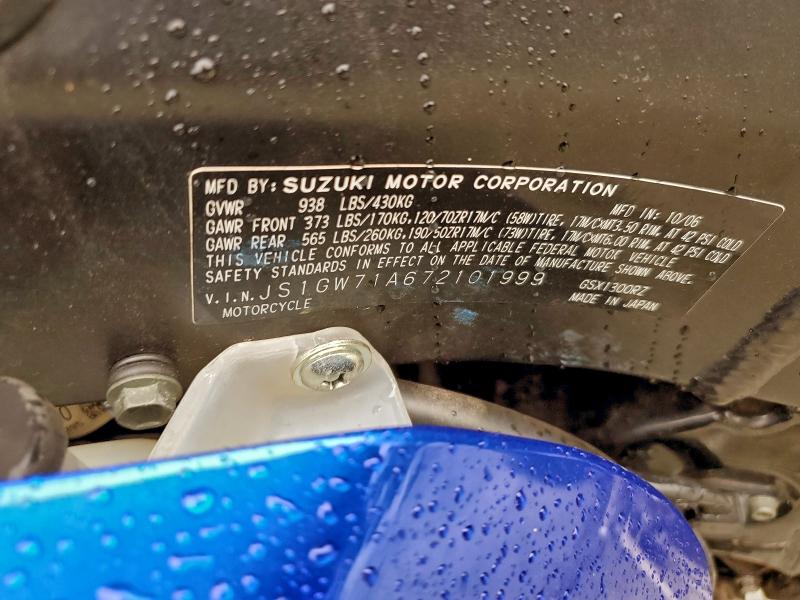 MFD BY: SUZUKI MOTOR CORPORATION
GVWR 938 LBS/430KG MFD IN: 10/06
GAWR FRONT 373 LBS/170KG,120/70ZR17M/C (58W)TIRE, 17M/CXMT3.50 RIM, AT 42 PSI COLD
GAWR REAR 565 LBS/260KG,190/50ZR17M/C (73W)TIRE, 17M/CXMT6.00 RIM, AT 42 PSI COLD
THIS VEHICLE CONFORMS TO ALL APPLICABLE FEDERAL MOTOR VEHICLE
SAFETY STANDARDS IN EFFECT ON THE DATE OF MANUFACTURE SHOWN ABOVE.
V.I.N. JS1GW71A672101999 GSX1300RZ
MOTORCYCLE MADE IN JAPAN